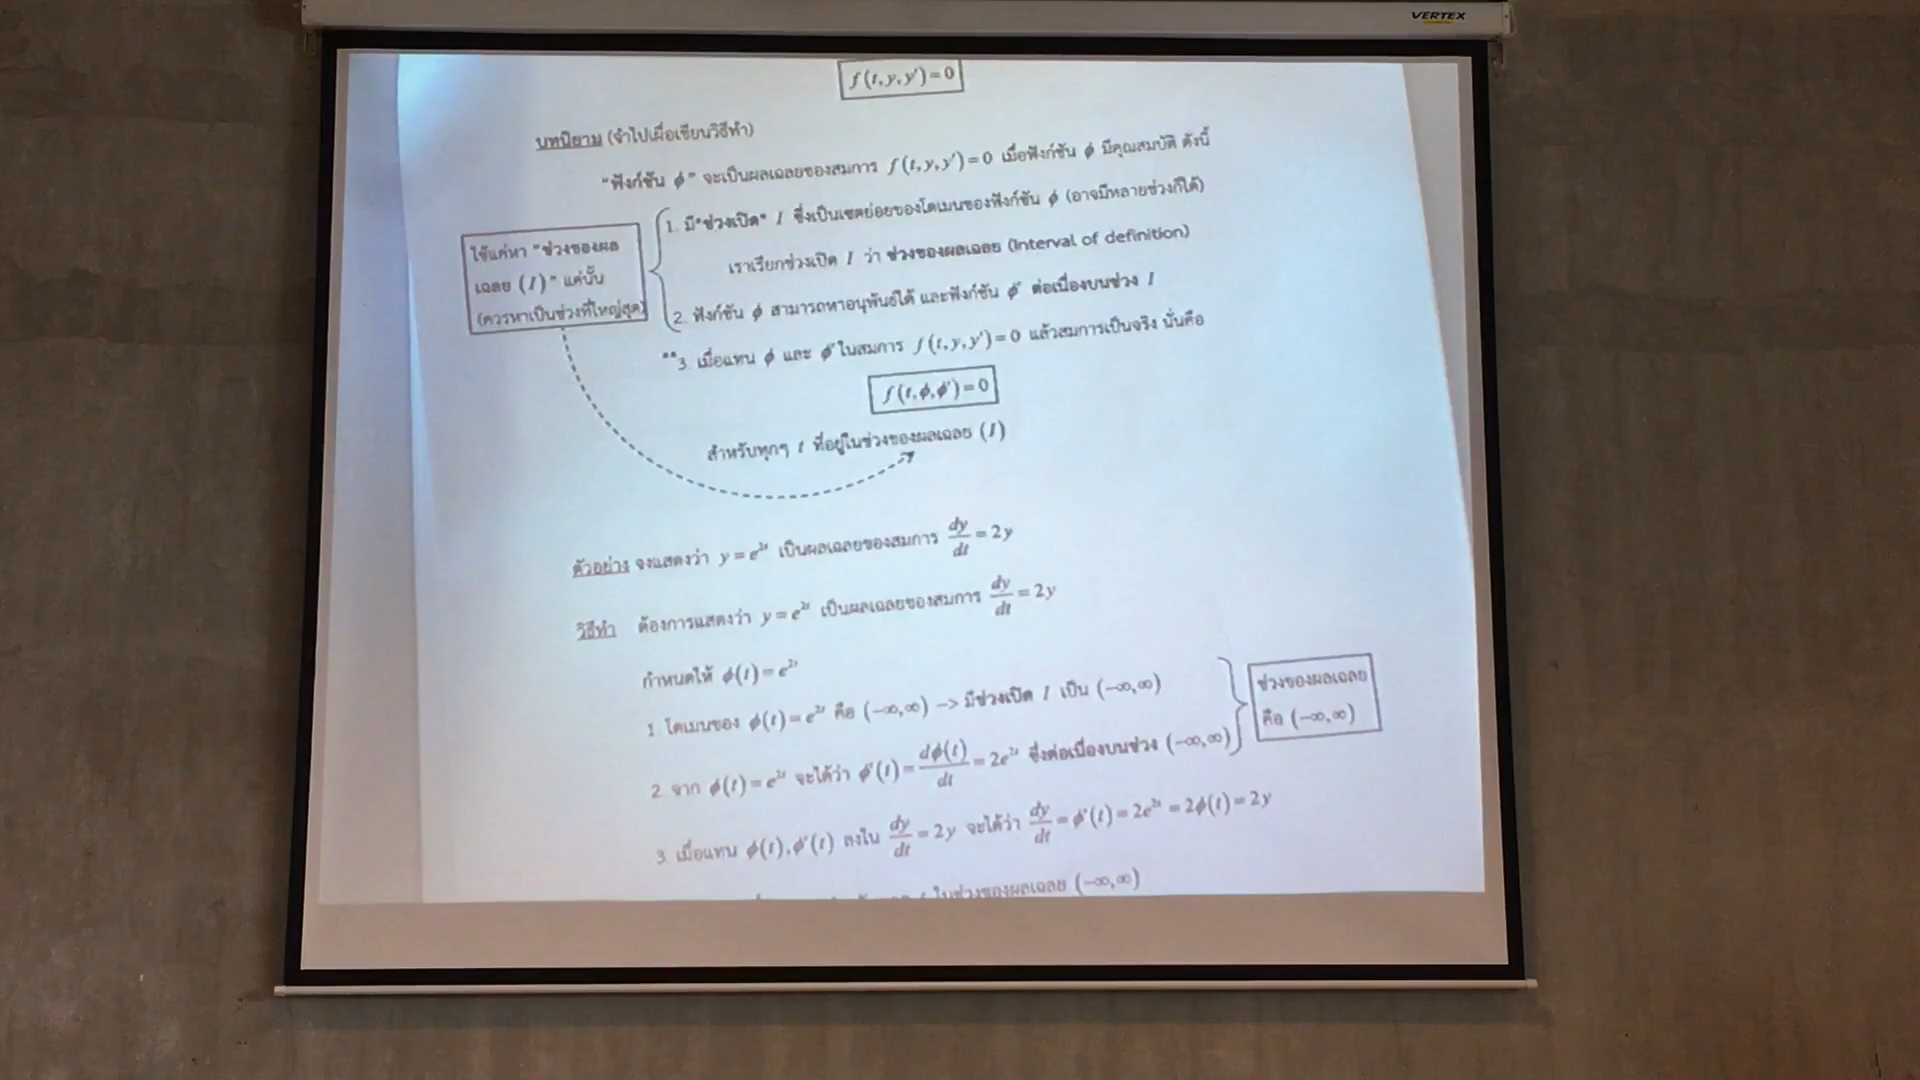 VERTEX
f(t, y, y') = 0
บทนิยาม (จำไปเผื่อเขียนวิธีทำ)
"ฟังก์ชัน ϕ" จะเป็นผลเฉลยของสมการ f(t, y, y') = 0 เมื่อฟังก์ชัน ϕ มีคุณสมบัติ ดังนี้
1. มี"ช่วงเปิด" I ซึ่งเป็นเซตย่อยของโดเมนของฟังก์ชัน ϕ (อาจมีหลายช่วงก็ได้)
เราเรียกช่วงเปิด I ว่า ช่วงของผลเฉลย (Interval of definition)
ใช้แค่หา "ช่วงของผล
เฉลย (I)" แค่นั้น
(ควรหาเป็นช่วงที่ใหญ่สุด)
2. ฟังก์ชัน ϕ สามารถหาอนุพันธ์ได้ และฟังก์ชัน ϕ' ต่อเนื่องบนช่วง I
**3. เมื่อแทน ϕ และ ϕ' ในสมการ f(t, y, y') = 0 แล้วสมการเป็นจริง นั่นคือ
f(t, ϕ, ϕ') = 0
สำหรับทุกๆ t ที่อยู่ในช่วงของผลเฉลย (I)
ตัวอย่าง จงแสดงว่า y = e²ᵗ เป็นผลเฉลยของสมการ dy/dt = 2y
วิธีทำ ต้องการแสดงว่า y = e²ᵗ เป็นผลเฉลยของสมการ dy/dt = 2y
กำหนดให้ ϕ(t) = e²ᵗ
1. โดเมนของ ϕ(t) = e²ᵗ คือ (−∞,∞) –> มีช่วงเปิด I เป็น (−∞,∞)
2. จาก ϕ(t) = e²ᵗ จะได้ว่า ϕ'(t) = dϕ(t)/dt = 2e²ᵗ ซึ่งต่อเนื่องบนช่วง (−∞,∞)
ช่วงของผลเฉลย
คือ (−∞,∞)
3. เมื่อแทน ϕ(t), ϕ'(t) ลงใน dy/dt = 2y จะได้ว่า dy/dt = ϕ'(t) = 2e²ᵗ = 2ϕ(t) = 2y
t ในช่วงของผลเฉลย (−∞,∞)